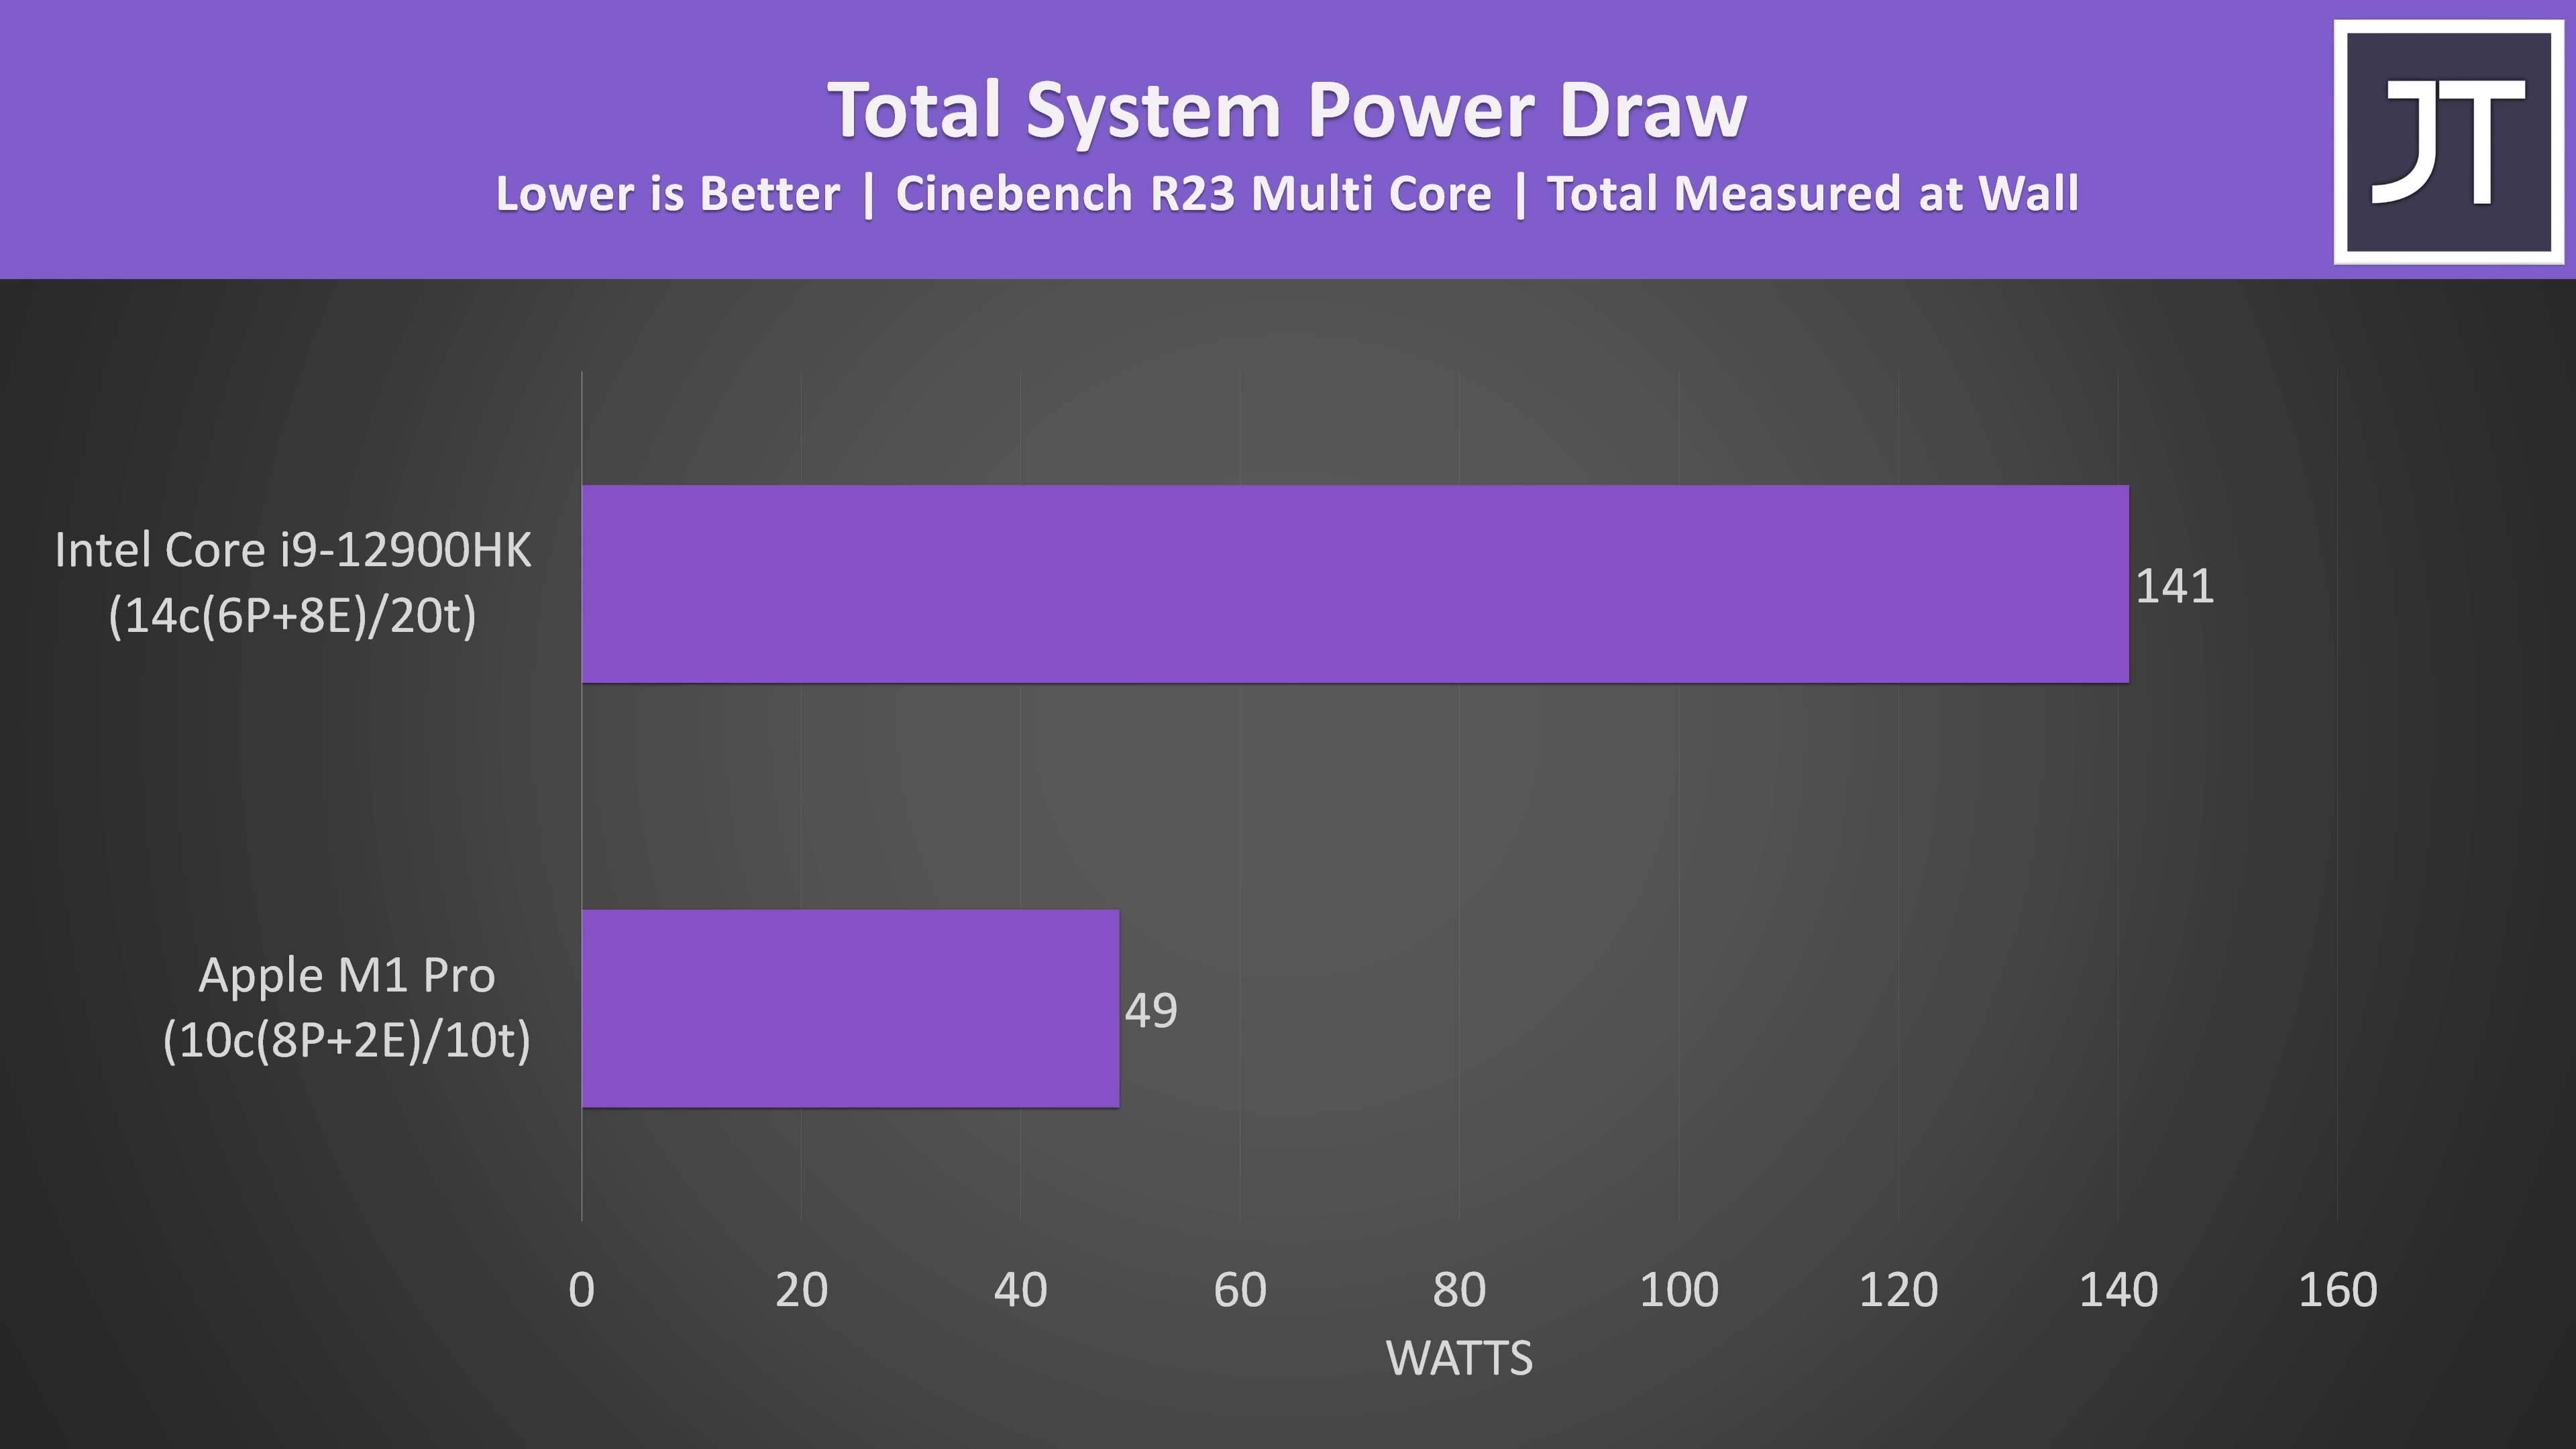 Total System Power Draw
Lower is Better | Cinebench R23 Multi Core | Total Measured at Wall
JT
Intel Core i9-12900HK
(14c(6P+8E)/20t)
141
Apple M1 Pro
(10c(8P+2E)/10t)
49
0 20 40 60 80 100 120 140 160
WATTS